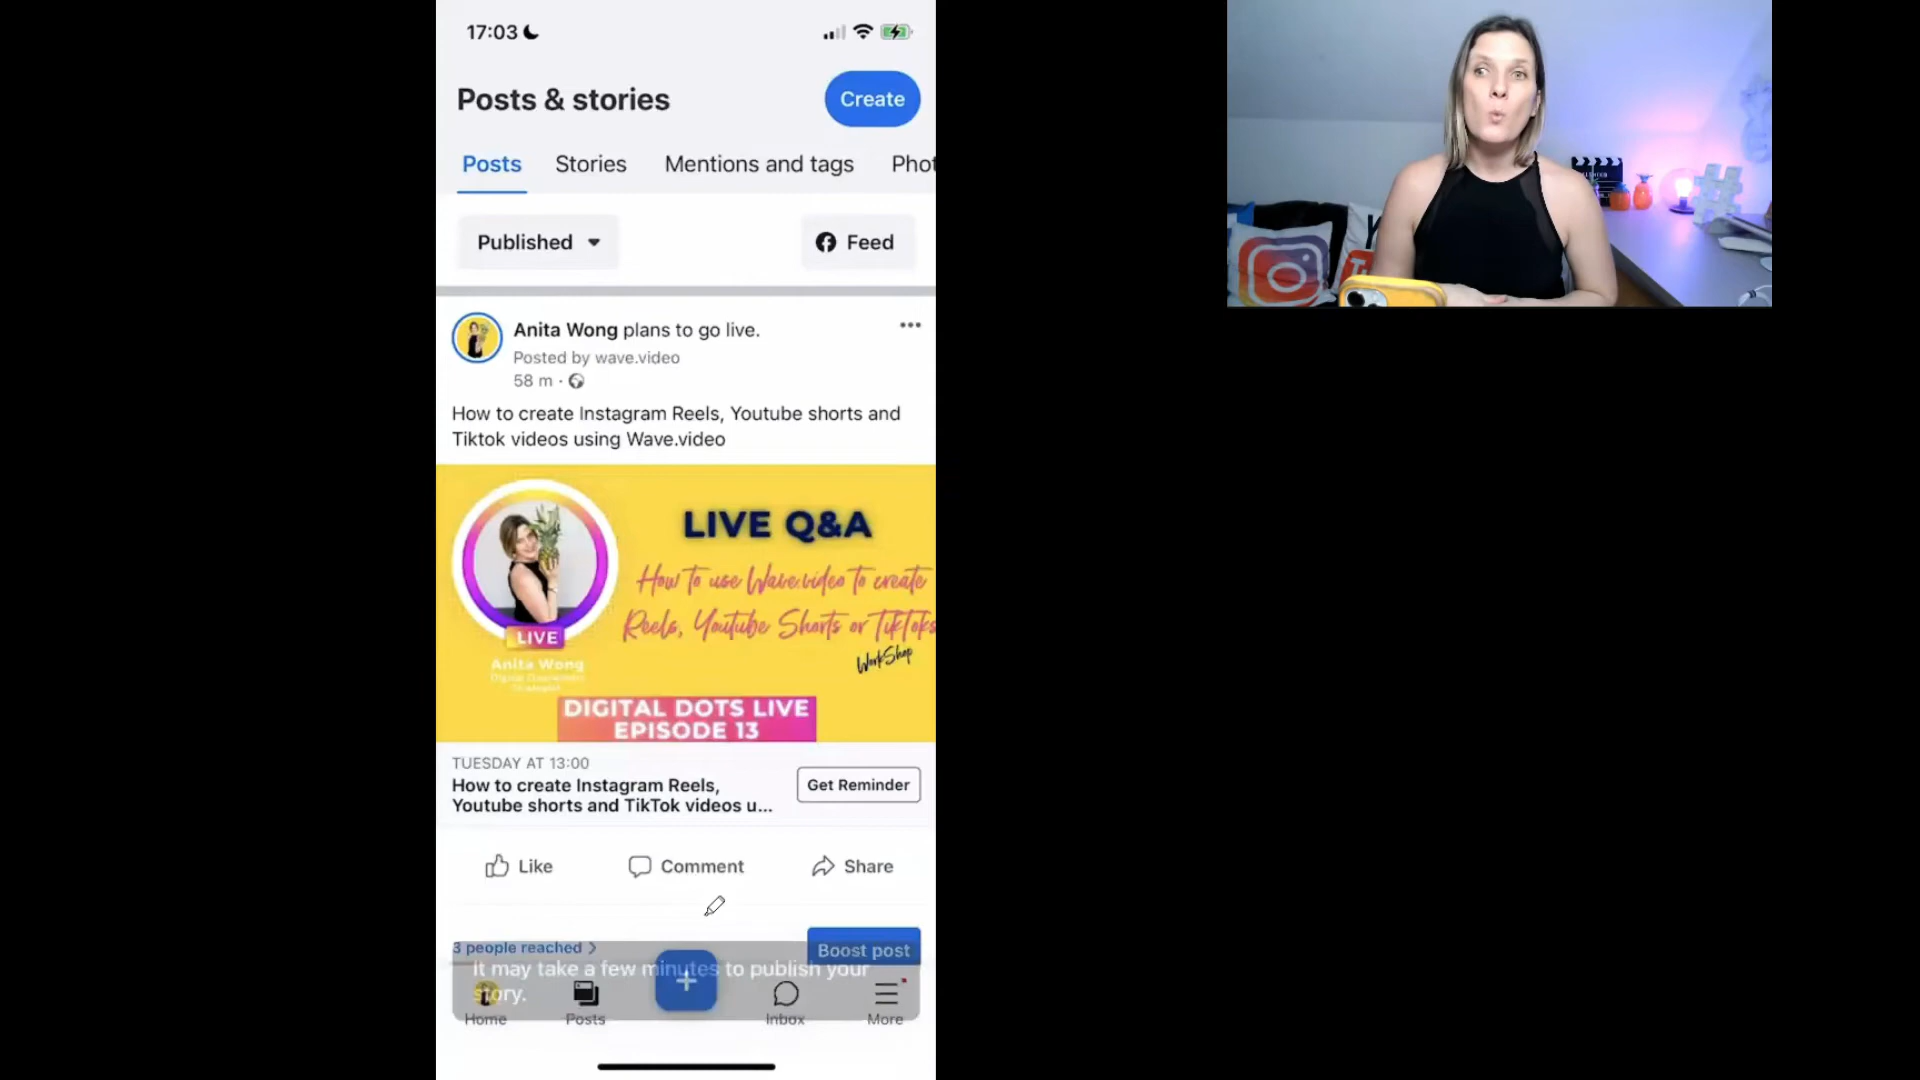 17:03
Posts & stories
Create
Posts
Stories
Mentions and tags
Phot
Published
Feed
Anita Wong plans to go live.
Posted by wave.video
58 m ·
How to create Instagram Reels, Youtube shorts and
Tiktok videos using Wave.video
LIVE Q&A
How to use Wave.video to create
Reels, Youtube Shorts or TikToks
WorkShop
LIVE
Anita Wong
DIGITAL DOTS LIVE
EPISODE 13
TUESDAY AT 13:00
How to create Instagram Reels,
Youtube shorts and TikTok videos u...
Get Reminder
Like
Comment
Share
3 people reached
Boost post
It may take a few minutes to publish your
story.
Home
Posts
Inbox
More